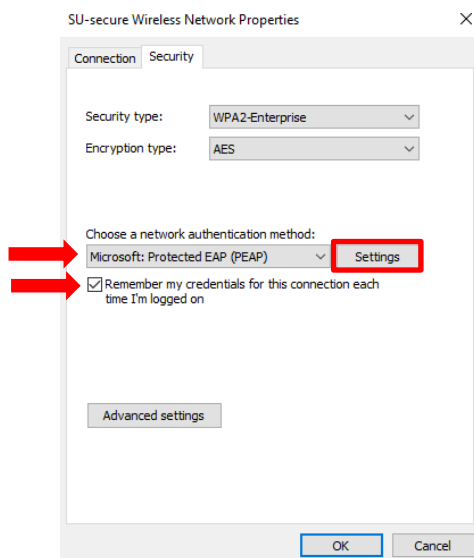 SU-secure Wireless Network Properties
Connection Security
Security type: WPA2-Enterprise
Encryption type: AES
Choose a network authentication method:
Microsoft: Protected EAP (PEAP) Settings
Remember my credentials for this connection each
time I'm logged on
Advanced settings
OK Cancel